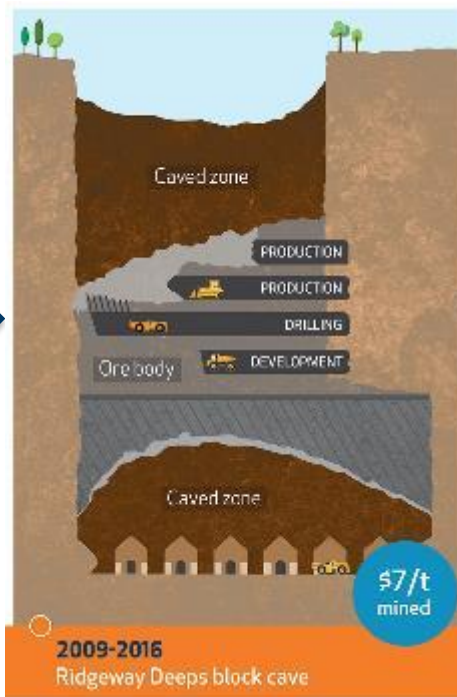 Caved zone
PRODUCTION
PRODUCTION
DRILLING
Ore body
DEVELOPMENT
Caved zone
$7/t
mined
2009-2016
Ridgeway Deeps block cave